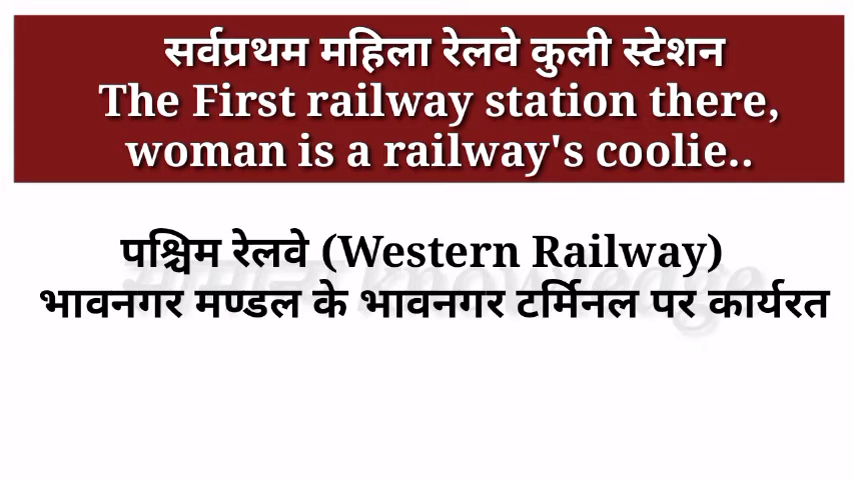 सर्वप्रथम महिला रेलवे कुली स्टेशन
The First railway station there,
woman is a railway's coolie..
पश्चिम रेलवे (Western Railway)
भावनगर मण्डल के भावनगर टर्मिनल पर कार्यरत
knowledge